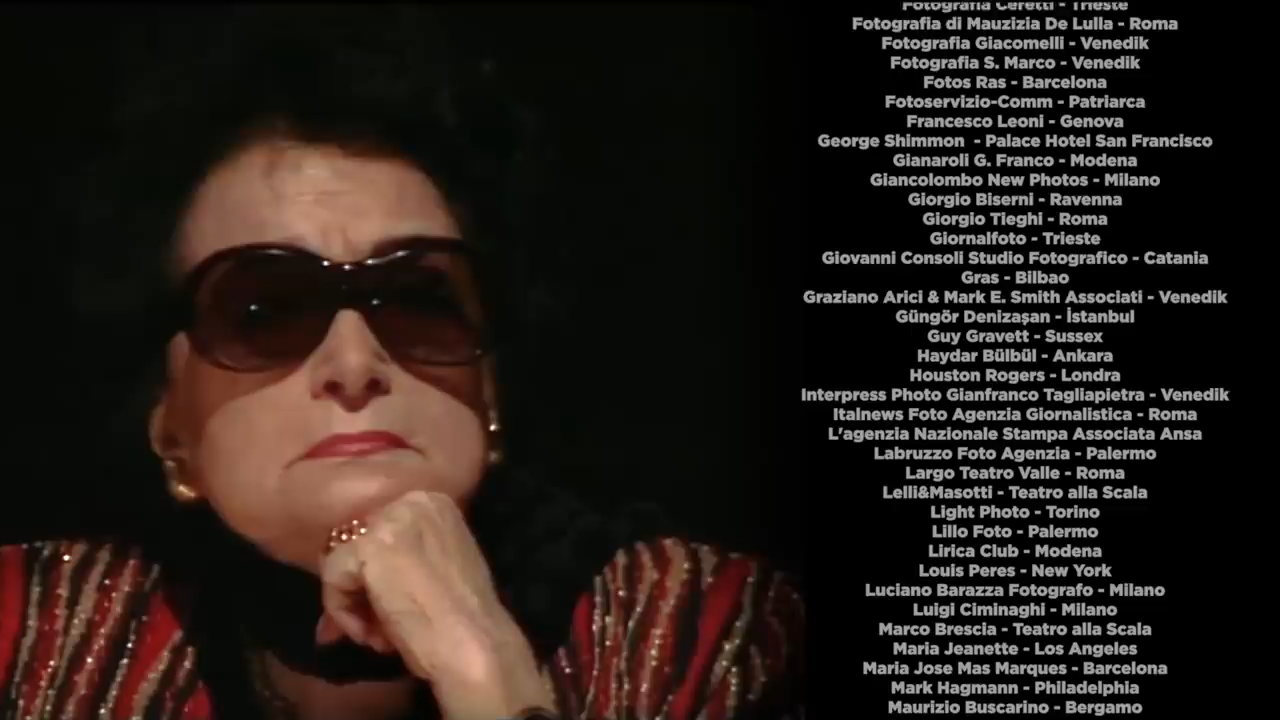 Fotografia Ceretti - Trieste
Fotografia di Mauzizia De Lulla - Roma
Fotografia Giacomelli - Venedik
Fotografia S. Marco - Venedik
Fotos Ras - Barcelona
Fotoservizio-Comm - Patriarca
Francesco Leoni - Genova
George Shimmon  - Palace Hotel San Francisco
Gianaroli G. Franco - Modena
Giancolombo New Photos - Milano
Giorgio Biserni - Ravenna
Giorgio Tieghi - Roma
Giornalfoto - Trieste
Giovanni Consoli Studio Fotografico - Catania
Gras - Bilbao
Graziano Arici & Mark E. Smith Associati - Venedik
Güngör Denizaşan - İstanbul
Guy Gravett - Sussex
Haydar Bülbül - Ankara
Houston Rogers - Londra
Interpress Photo Gianfranco Tagliapietra - Venedik
Italnews Foto Agenzia Giornalistica - Roma
L'agenzia Nazionale Stampa Associata Ansa
Labruzzo Foto Agenzia - Palermo
Largo Teatro Valle - Roma
Lelli&Masotti - Teatro alla Scala
Light Photo - Torino
Lillo Foto - Palermo
Lirica Club - Modena
Louis Peres - New York
Luciano Barazza Fotografo - Milano
Luigi Ciminaghi - Milano
Marco Brescia - Teatro alla Scala
Maria Jeanette - Los Angeles
Maria Jose Mas Marques - Barcelona
Mark Hagmann - Philadelphia
Maurizio Buscarino - Bergamo